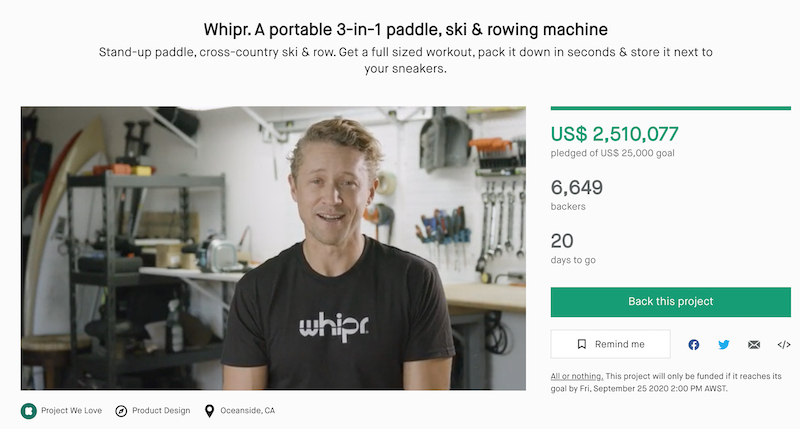 Whipr. A portable 3-in-1 paddle, ski & rowing machine
Stand-up paddle, cross-country ski & row. Get a full sized workout, pack it down in seconds & store it next to
your sneakers.
whipr.
US$ 2,510,077
pledged of US$ 25,000 goal
6,649
backers
20
days to go
Back this project
Remind me
</>
All or nothing. This project will only be funded if it reaches its
goal by Fri, September 25 2020 2:00 PM AWST.
Project We Love
Product Design
Oceanside, CA